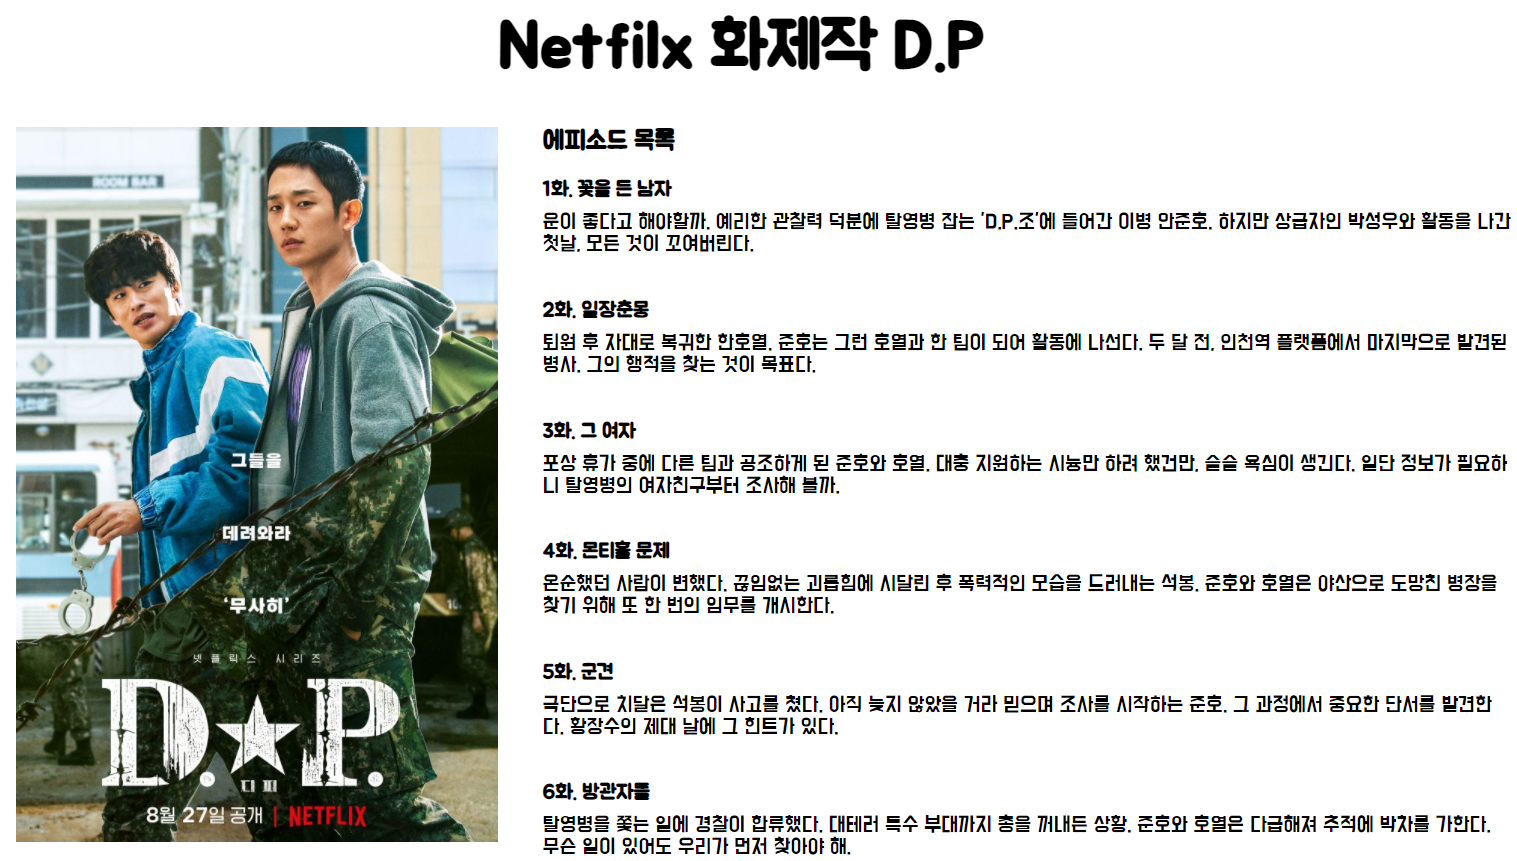 Netfilx 화제작 D.P
ROOM BAR
그들을
데려와라
‘무사히’
넷플릭스 시리즈
D.P.
디피
8월 27일 공개 | NETFLIX
에피소드 목록
1화. 꽃을 든 남자
운이 좋다고 해야할까. 예리한 관찰력 덕분에 탈영병 잡는 'D.P.조'에 들어간 이병 안준호. 하지만 상급자인 박성우와 활동을 나간
첫날, 모든 것이 꼬여버린다.
2화. 일장춘몽
퇴원 후 자대로 복귀한 한호열. 준호는 그런 호열과 한 팀이 되어 활동에 나선다. 두 달 전, 인천역 플랫폼에서 마지막으로 발견된
병사. 그의 행적을 찾는 것이 목표다.
3화. 그 여자
포상 휴가 중에 다른 팀과 공조하게 된 준호와 호열. 대충 지원하는 시늉만 하려 했건만, 슬슬 욕심이 생긴다. 일단 정보가 필요하
니 탈영병의 여자친구부터 조사해 볼까.
4화. 몬티홀 문제
온순했던 사람이 변했다. 끊임없는 괴롭힘에 시달린 후 폭력적인 모습을 드러내는 석봉. 준호와 호열은 야산으로 도망친 병장을
찾기 위해 또 한 번의 임무를 개시한다.
5화. 군견
극단으로 치달은 석봉이 사고를 쳤다. 아직 늦지 않았을 거라 믿으며 조사를 시작하는 준호. 그 과정에서 중요한 단서를 발견한
다. 황장수의 제대 날에 그 힌트가 있다.
6화. 방관자들
탈영병을 쫓는 일에 경찰이 합류했다. 대테러 특수 부대까지 총을 꺼내든 상황. 준호와 호열은 다급해져 추적에 박차를 가한다.
무슨 일이 있어도 우리가 먼저 찾아야 해.